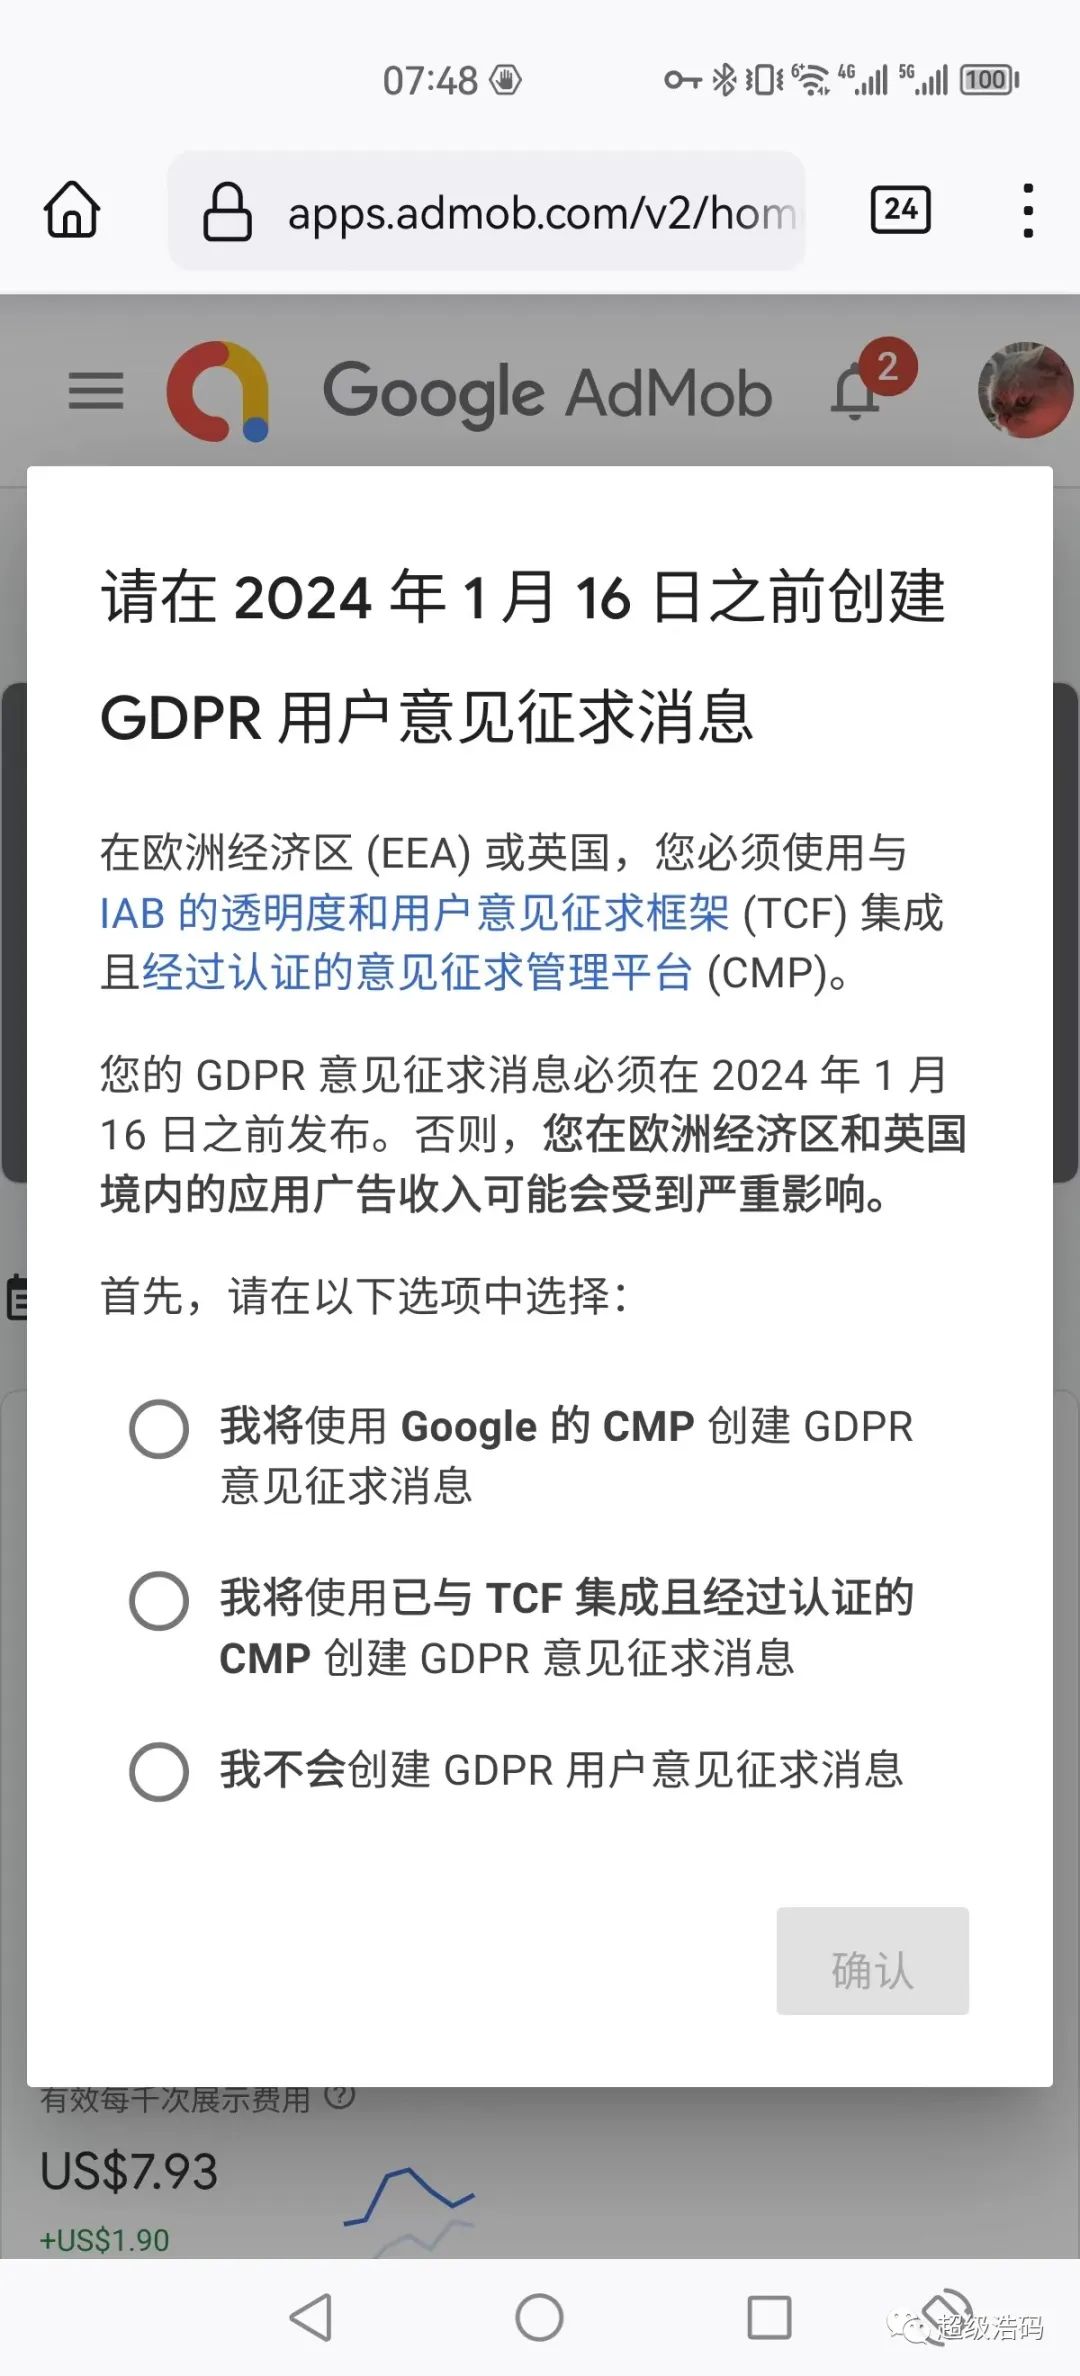 07:48
6+ 4G 5G 100
apps.admob.com/v2/hom
24
Google AdMob
2
请在 2024 年 1 月 16 日之前创建
GDPR 用户意见征求消息
在欧洲经济区 (EEA) 或英国，您必须使用与
IAB 的透明度和用户意见征求框架 (TCF) 集成
且经过认证的意见征求管理平台 (CMP)。
您的 GDPR 意见征求消息必须在 2024 年 1 月
16 日之前发布。否则，您在欧洲经济区和英国
境内的应用广告收入可能会受到严重影响。
首先，请在以下选项中选择：
我将使用 Google 的 CMP 创建 GDPR
意见征求消息
我将使用已与 TCF 集成且经过认证的
CMP 创建 GDPR 意见征求消息
我不会创建 GDPR 用户意见征求消息
确认
有效每千次展示费用
US$7.93
+US$1.90
超级浩码